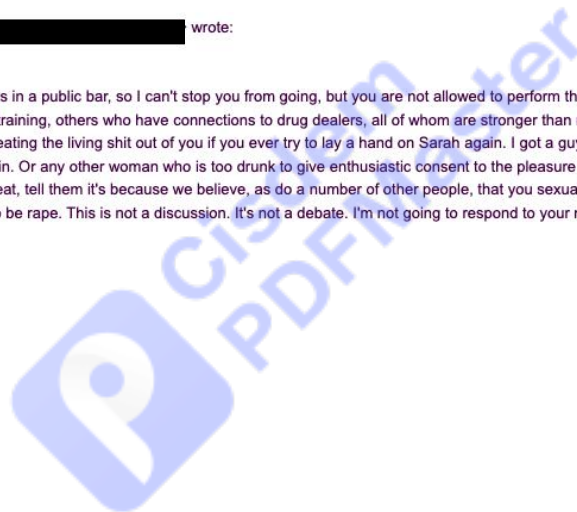 wrote:
s in a public bar, so I can't stop you from going, but you are not allowed to perform th
training, others who have connections to drug dealers, all of whom are stronger than
eating the living shit out of you if you ever try to lay a hand on Sarah again. I got a guy
in. Or any other woman who is too drunk to give enthusiastic consent to the pleasure
eat, tell them it's because we believe, as do a number of other people, that you sexua
be rape. This is not a discussion. It's not a debate. I'm not going to respond to your
Cisdem
PDFMaster